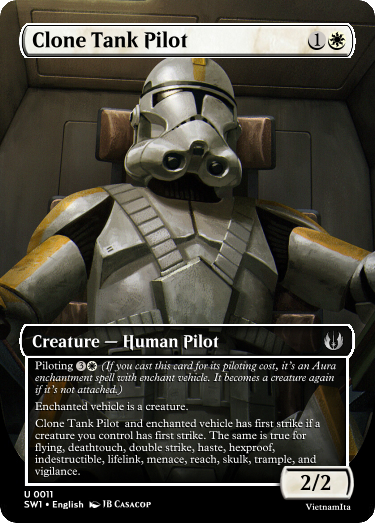 Clone Tank Pilot 1
Creature — Human Pilot
Piloting 3 (If you cast this card for its piloting cost, it's an Aura
enchantment spell with enchant vehicle. It becomes a creature again
if it's not attached.)
Enchanted vehicle is a creature.
Clone Tank Pilot and enchanted vehicle has first strike if a
creature you control has first strike. The same is true for
flying, deathtouch, double strike, haste, hexproof,
indestructible, lifelink, menace, reach, skulk, trample, and
vigilance.
2/2
U 0011
SW1 • English JB Casacop
VietnamIta